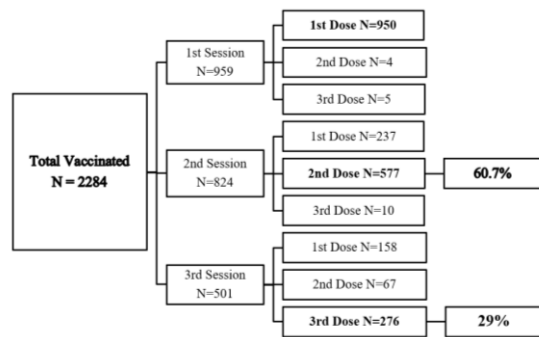 Total Vaccinated
N = 2284
1st Session
N=959
1st Dose N=950
2nd Dose N=4
3rd Dose N=5
2nd Session
N=824
1st Dose N=237
2nd Dose N=577
60.7%
3rd Dose N=10
3rd Session
N=501
1st Dose N=158
2nd Dose N=67
3rd Dose N=276
29%